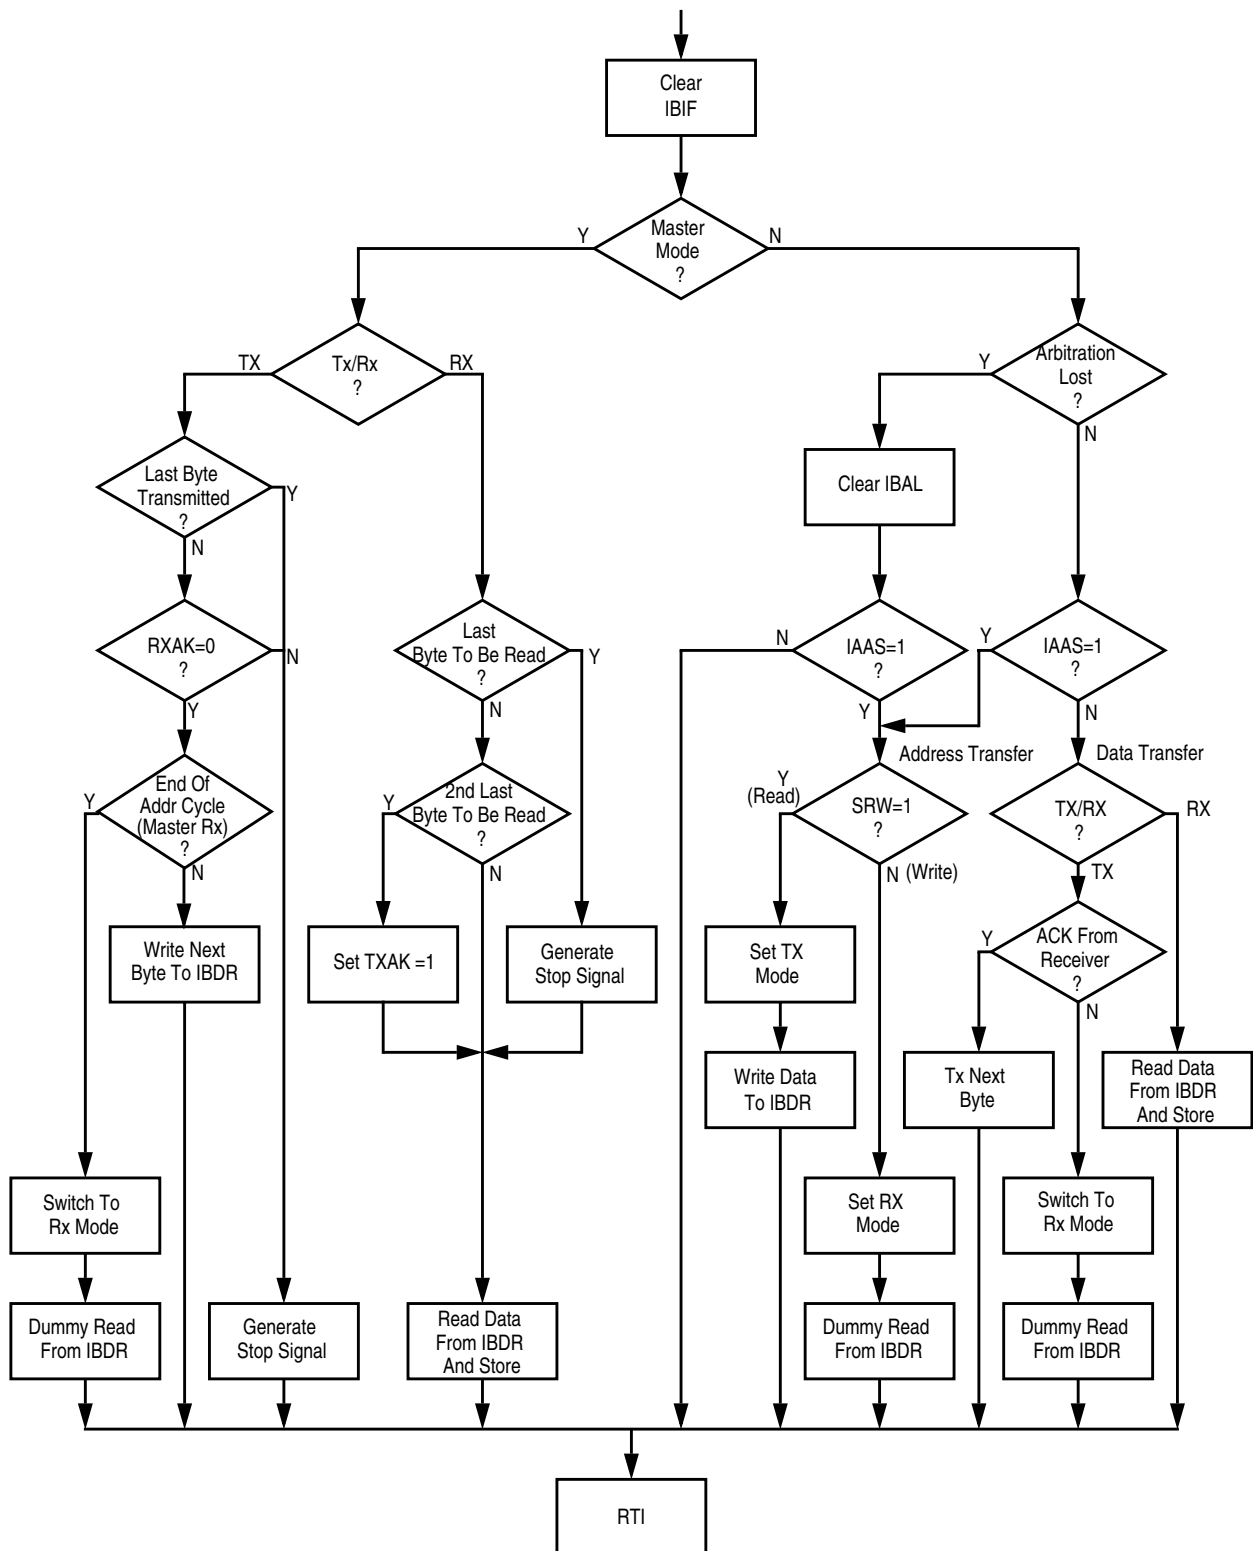 Clear
IBIF
Master
Mode
?
Y
N
Tx/Rx
?
TX
RX
Arbitration
Lost
?
Y
N
Last Byte
Transmitted
?
Y
N
Clear IBAL
RXAK=0
?
N
Y
Last
Byte To Be Read
?
Y
N
IAAS=1
?
N
Y
IAAS=1
?
Y
N
Address Transfer
Data Transfer
End Of
Addr Cycle
(Master Rx)
?
Y
N
2nd Last
Byte To Be Read
?
Y
N
Y
(Read)
SRW=1
?
N (Write)
TX/RX
?
RX
TX
Write Next
Byte To IBDR
Set TXAK =1
Generate
Stop Signal
Set TX
Mode
ACK From
Receiver
?
Y
N
Write Data
To IBDR
Tx Next
Byte
Read Data
From IBDR
And Store
Switch To
Rx Mode
Set RX
Mode
Switch To
Rx Mode
Dummy Read
From IBDR
Generate
Stop Signal
Read Data
From IBDR
And Store
Dummy Read
From IBDR
Dummy Read
From IBDR
RTI